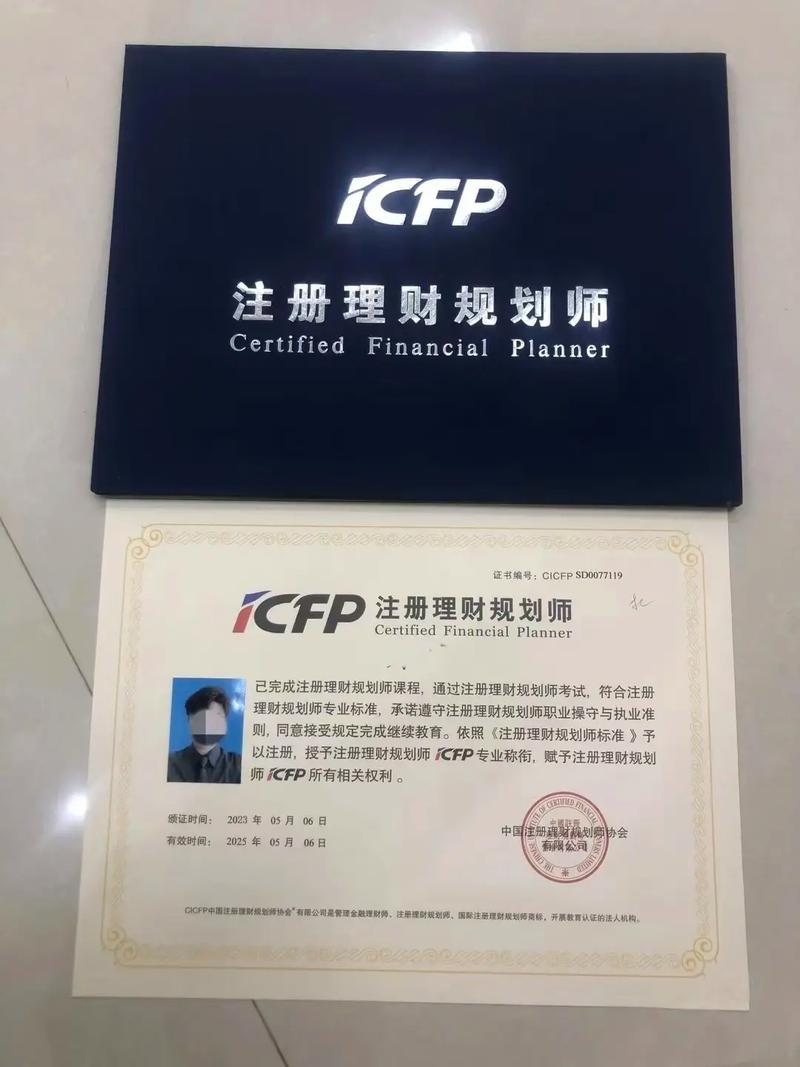 iCFP
注册理财规划师
Certified Financial Planner
证书编号：CICFP SD0077119
iCFP 注册理财规划师
Certified Financial Planner
已完成注册理财规划师课程，通过注册理财规划师考试，符合注册
理财规划师专业标准，承诺遵守注册理财规划师职业操守与执业准
则，同意接受规定完成继续教育。依照《注册理财规划师标准 》予
以注册，授予注册理财规划师 iCFP 专业称衔，赋予注册理财规划
师 iCFP 所有相关权利 。
颁证时间： 2023 年 05 月 06 日
有效时间： 2025 年 05 月 06 日
中国注册理财规划师协会
有限公司
CICFP中国注册理财规划师协会®有限公司是管理金融理财师、注册理财规划师、国际注册理财规划师商标，开展教育认证的法人机构。